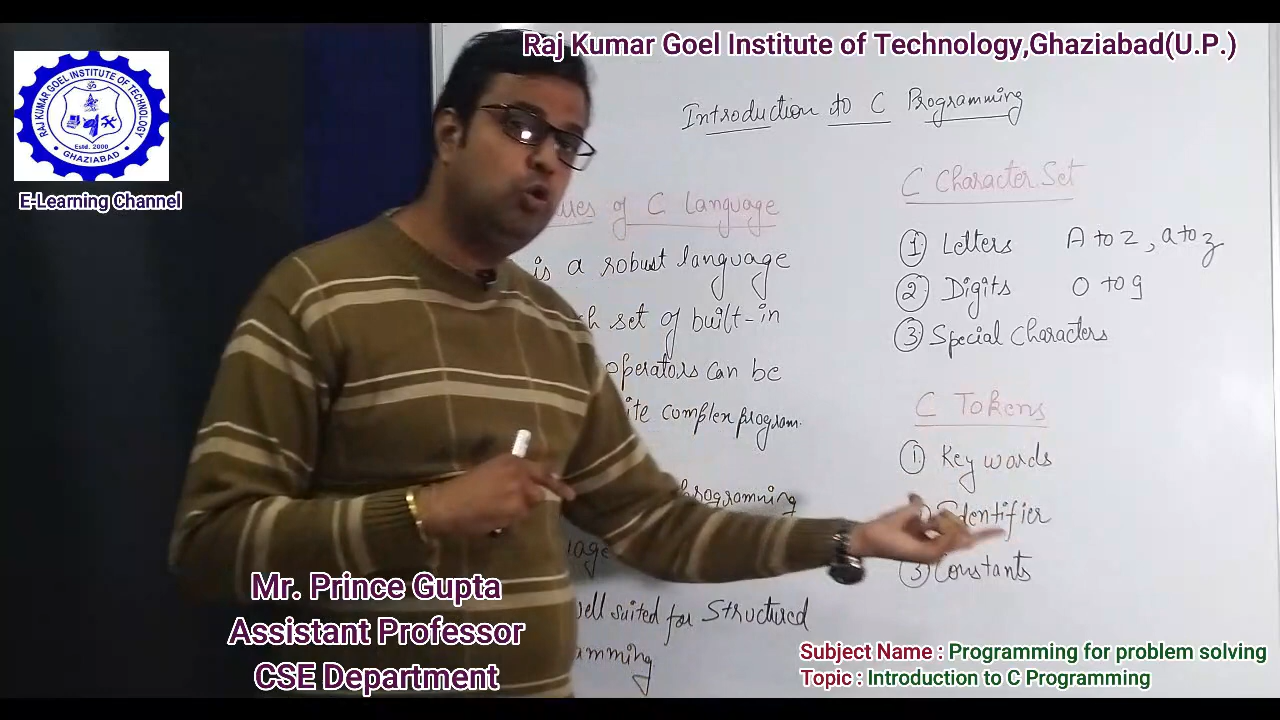 Raj Kumar Goel Institute of Technology,Ghaziabad(U.P.)
RAJ KUMAR GOEL INSTITUTE OF TECHNOLOGY
Estd. 2000
GHAZIABAD
E-Learning Channel
Introduction to C Programming
of C Language
is a robust language
set of built-in
operators can be
complex program.
programming
well suited for Structured
C Character Set
① Letters A to Z, a to z
② Digits 0 to 9
③ Special Characters
C Tokens
① Key words
Identifier
③ Constants
Mr. Prince Gupta
Assistant Professor
CSE Department
Subject Name : Programming for problem solving
Topic : Introduction to C Programming